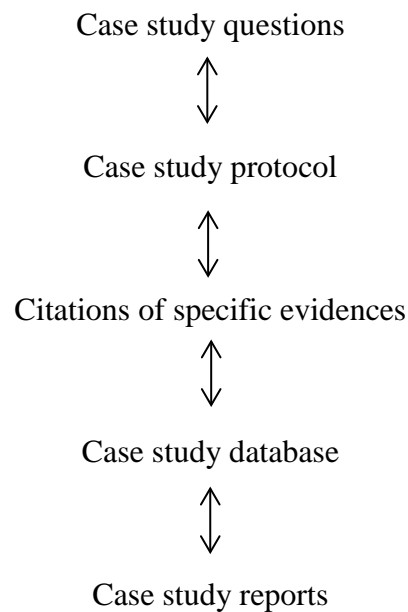 Case study questions
Case study protocol
Citations of specific evidences
Case study database
Case study reports